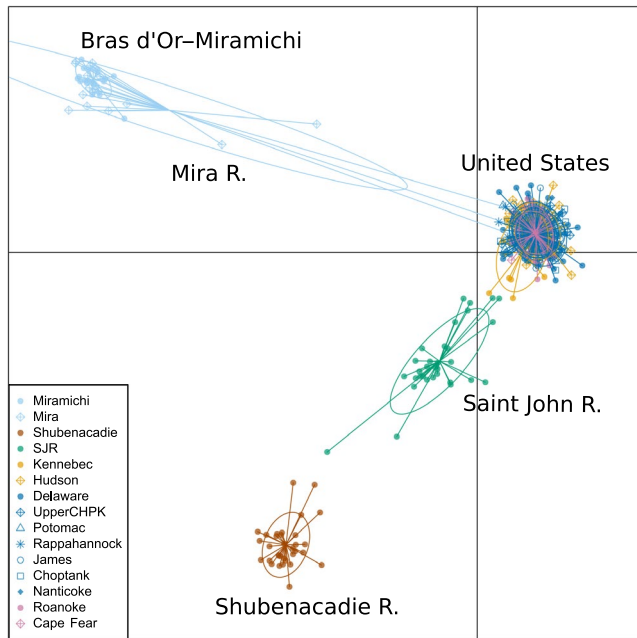 Bras d'Or–Miramichi
Mira R.
United States
Saint John R.
Shubenacadie R.
Miramichi
Mira
Shubenacadie
SJR
Kennebec
Hudson
Delaware
UpperCHPK
Potomac
Rappahannock
James
Choptank
Nanticoke
Roanoke
Cape Fear